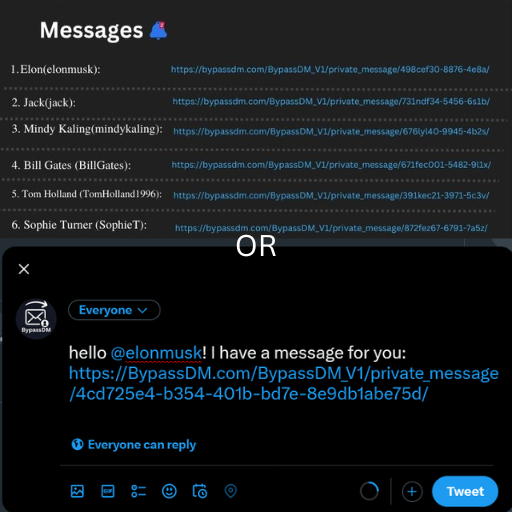 Messages
1.Elon(elonmusk): https://bypassdm.com/BypassDM_V1/private_message/498cef30-8876-4e8a/
2. Jack(jack): https://bypassdm.com/BypassDM_V1/private_message/731ndf34-5456-6s1b/
3. Mindy Kaling(mindykaling): https://bypassdm.com/BypassDM_V1/private_message/676lyl40-9945-4b2s/
4. Bill Gates (BillGates): https://bypassdm.com/BypassDM_V1/private_message/671fec001-5482-9l1x/
5. Tom Holland (TomHolland1996): https://bypassdm.com/BypassDM_V1/private_message/391kec21-3971-5c3v/
6. Sophie Turner (SophieT): https://bypassdm.com/BypassDM_V1/private_message/872fez67-6791-7a5z/
OR
BypassDM
Everyone
hello @elonmusk! I have a message for you:
https://BypassDM.com/BypassDM_V1/private_message
/4cd725e4-b354-401b-bd7e-8e9db1abe75d/
Everyone can reply
GIF
Tweet